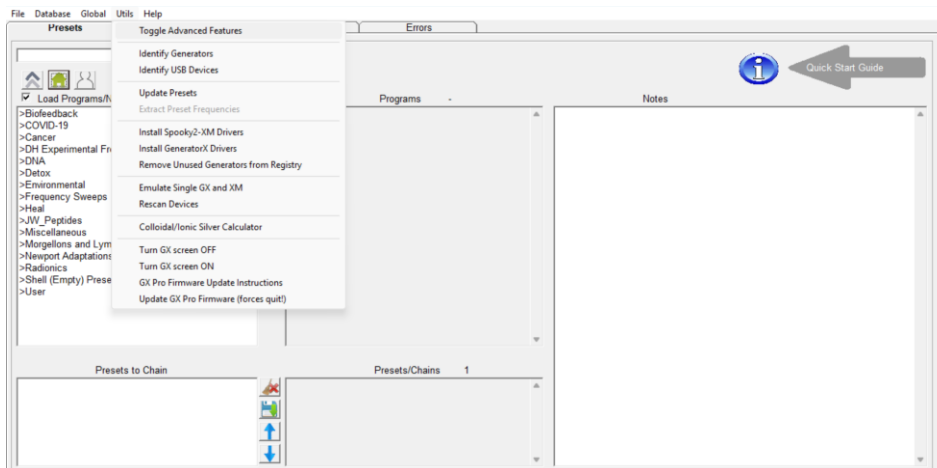 File Database Global Utils Help
Presets
Errors
Toggle Advanced Features
Identify Generators
Identify USB Devices
Update Presets
Extract Preset Frequencies
Install Spooky2-XM Drivers
Install GeneratorX Drivers
Remove Unused Generators from Registry
Emulate Single GX and XM
Rescan Devices
Colloidal/Ionic Silver Calculator
Turn GX screen OFF
Turn GX screen ON
GX Pro Firmware Update Instructions
Update GX Pro Firmware (forces quit!)
Quick Start Guide
Load Programs/N
Programs -
Notes
>Biofeedback
>COVID-19
>Cancer
>DH Experimental Fr
>DNA
>Detox
>Environmental
>Frequency Sweeps
>Heal
>JW_Peptides
>Miscellaneous
>Morgellons and Lym
>Newport Adaptations
>Radionics
>Shell (Empty) Prese
>User
Presets to Chain
Presets/Chains 1